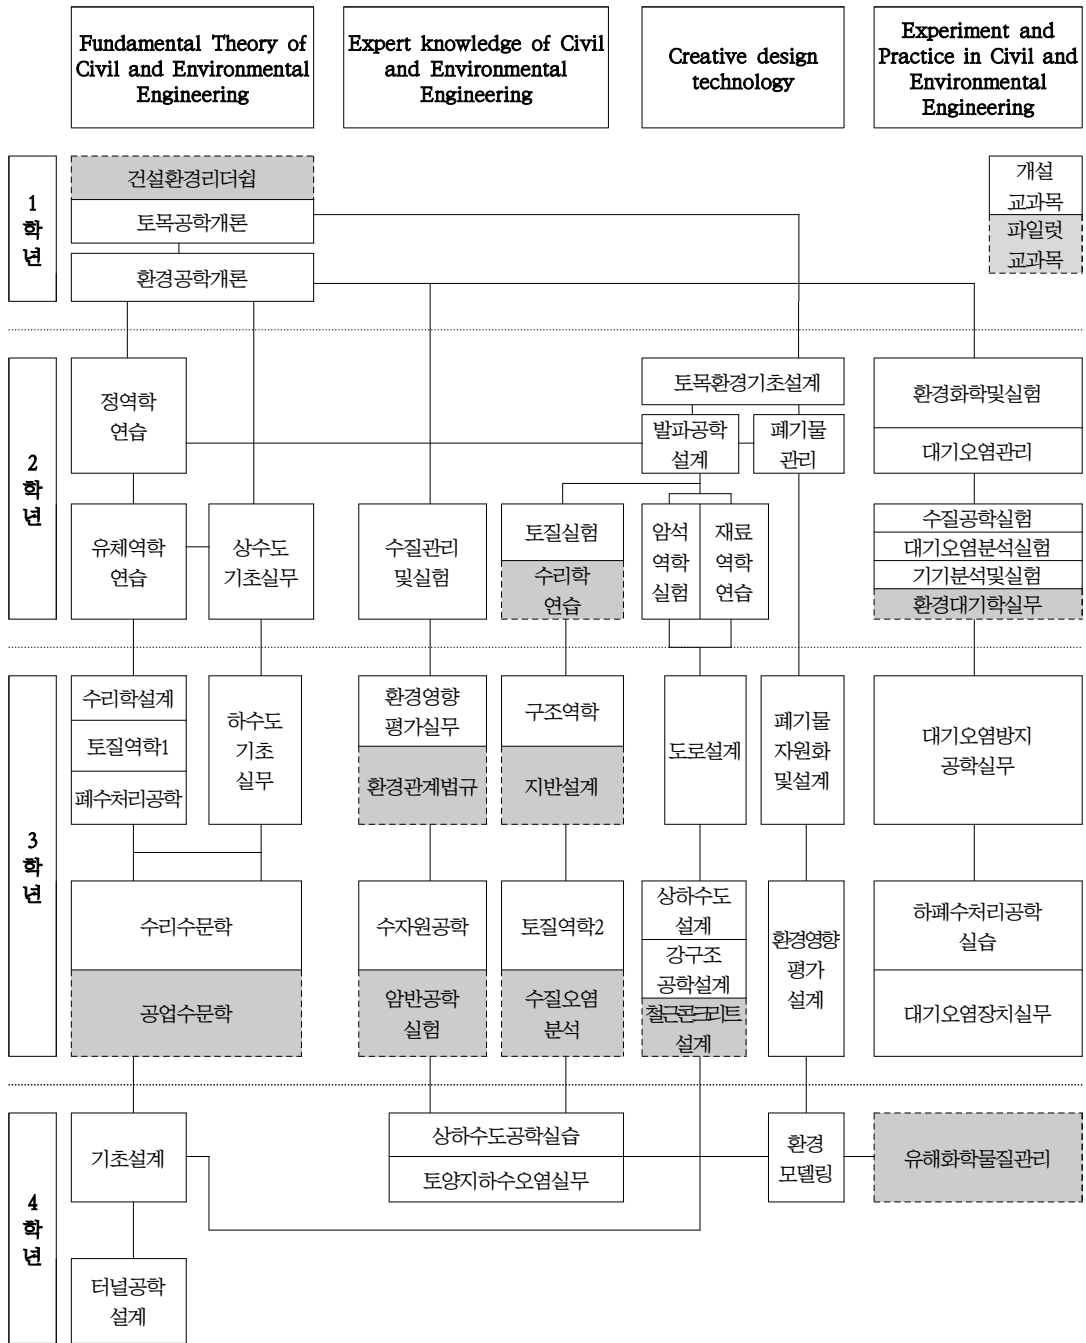 Fundamental Theory of
Civil and Environmental
Engineering
Expert knowledge of Civil
and Environmental
Engineering
Creative design
technology
Experiment and
Practice in Civil and
Environmental
Engineering
1
학
년
건설환경리더쉽
토목공학개론
환경공학개론
개설
교과목
파일럿
교과목
2
학
년
정역학
연습
토목환경기초설계
발파공학
설계
폐기물
관리
환경화학및실험
대기오염관리
유체역학
연습
상수도
기초실무
수질관리
및실험
토질실험
수리학
연습
암석
역학
실험
재료
역학
연습
수질공학실험
대기오염분석실험
기기분석및실험
환경대기학실무
3
학
년
수리학설계
토질역학1
폐수처리공학
하수도
기초
실무
환경영향
평가실무
환경관계법규
구조역학
지반설계
도로설계
폐기물
자원화
및설계
대기오염방지
공학실무
수리수문학
공업수문학
수자원공학
암반공학
실험
토질역학2
수질오염
분석
상하수도
설계
강구조
공학설계
철근콘크리트
설계
환경영향
평가
설계
하폐수처리공학
실습
대기오염장치실무
4
학
년
기초설계
상하수도공학실습
토양지하수오염실무
환경
모델링
유해화학물질관리
터널공학
설계